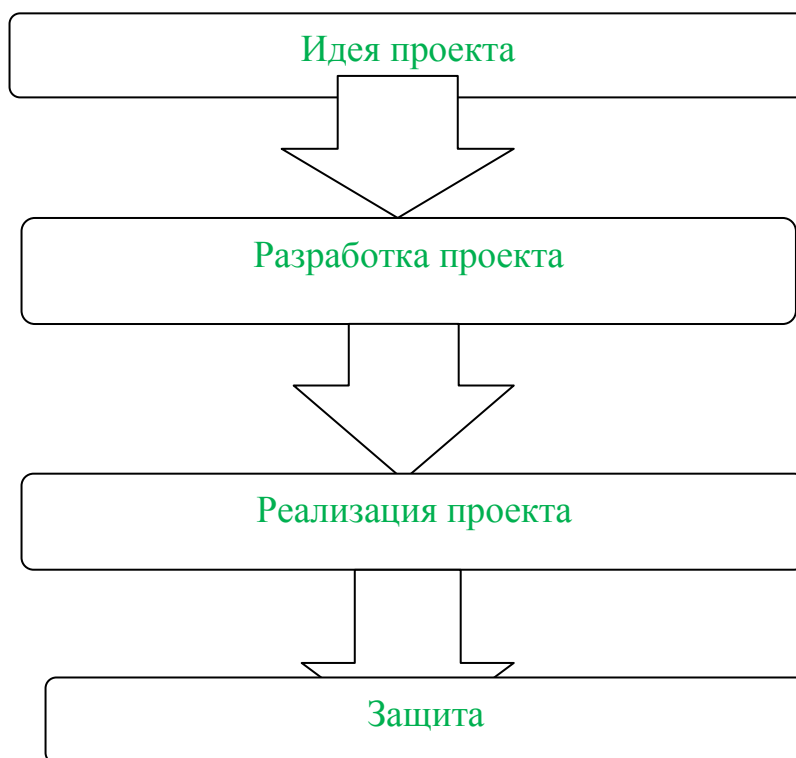 Идея проекта
Разработка проекта
Реализация проекта
Защита